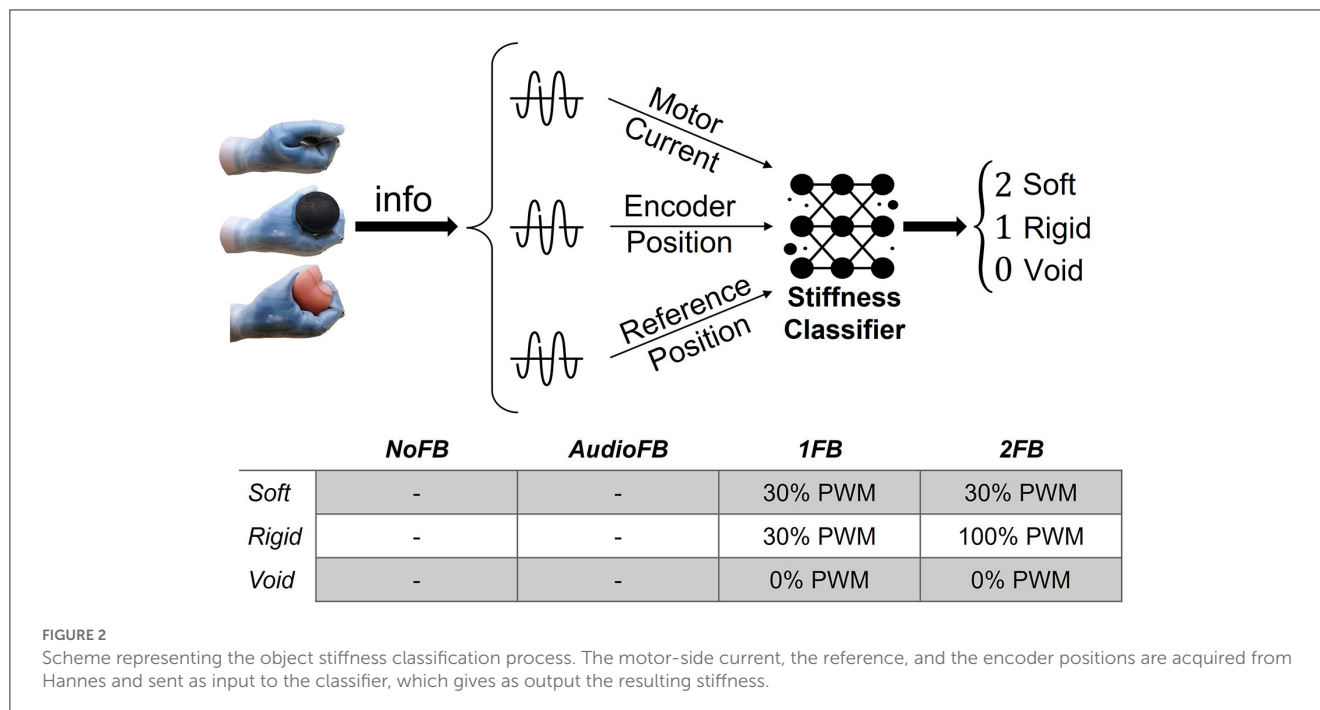 info
Motor
Current
Encoder
Position
Reference
Position
Stiffness
Classifier
2 Soft
1 Rigid
0 Void
NoFB AudioFB 1FB 2FB
Soft - - 30% PWM 30% PWM
Rigid - - 30% PWM 100% PWM
Void - - 0% PWM 0% PWM
FIGURE 2
Scheme representing the object stiffness classification process. The motor-side current, the reference, and the encoder positions are acquired from
Hannes and sent as input to the classifier, which gives as output the resulting stiffness.